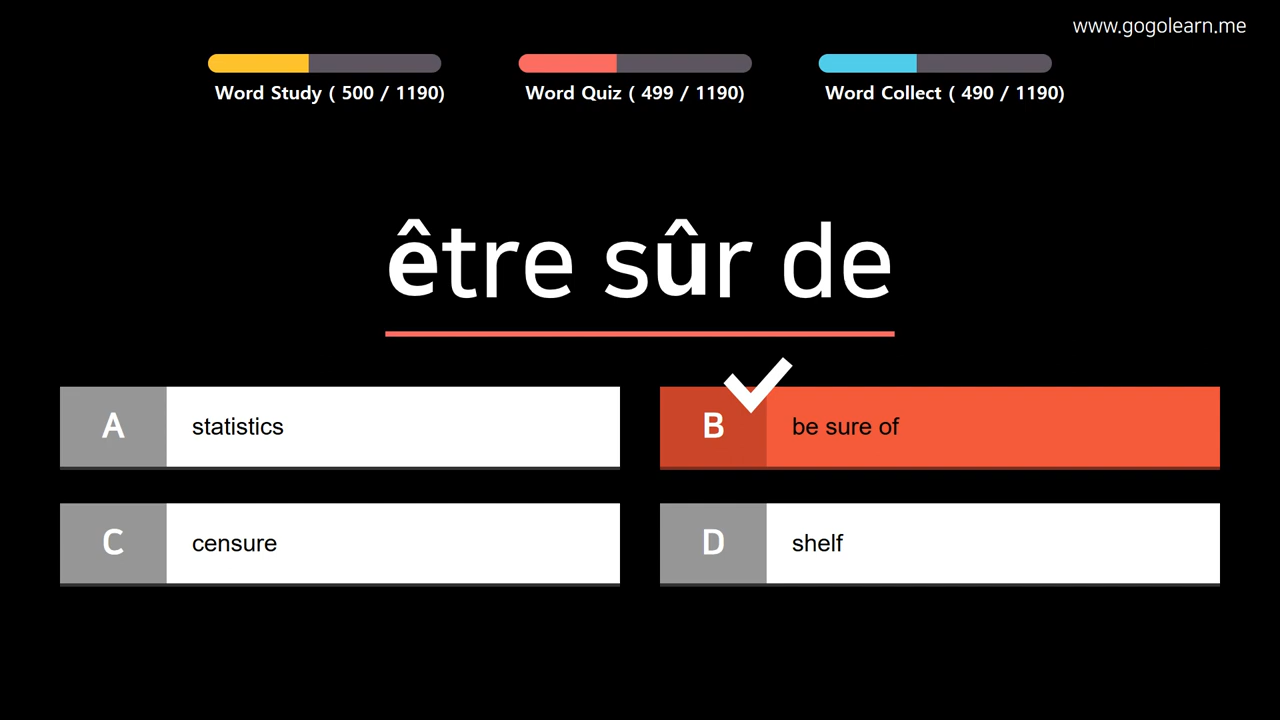 www.gogolearn.me
Word Study ( 500 / 1190)
Word Quiz ( 499 / 1190)
Word Collect ( 490 / 1190)
être sûr de
A statistics
B be sure of
C censure
D shelf